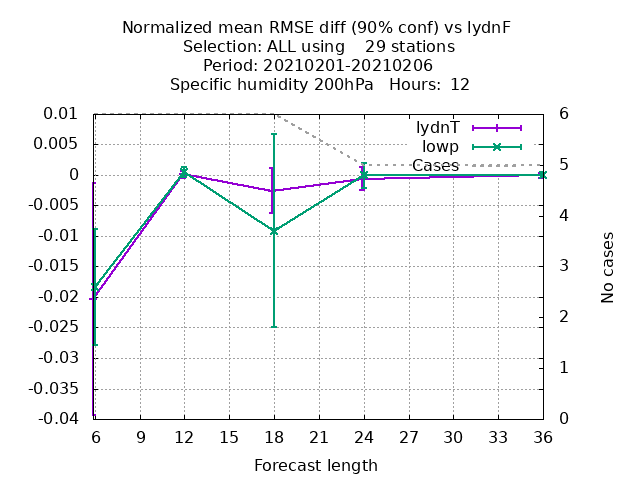 Normalized mean RMSE diff (90% conf) vs lydnF
Selection: ALL using    29 stations
Period: 20210201-20210206
Specific humidity 200hPa   Hours:  12
0.01
0.005
0
-0.005
-0.01
-0.015
-0.02
-0.025
-0.03
-0.035
-0.04
lydnT
lowp
Cases
6
5
4
3
2
1
0
No cases
6 9 12 15 18 21 24 27 30 33 36
Forecast length